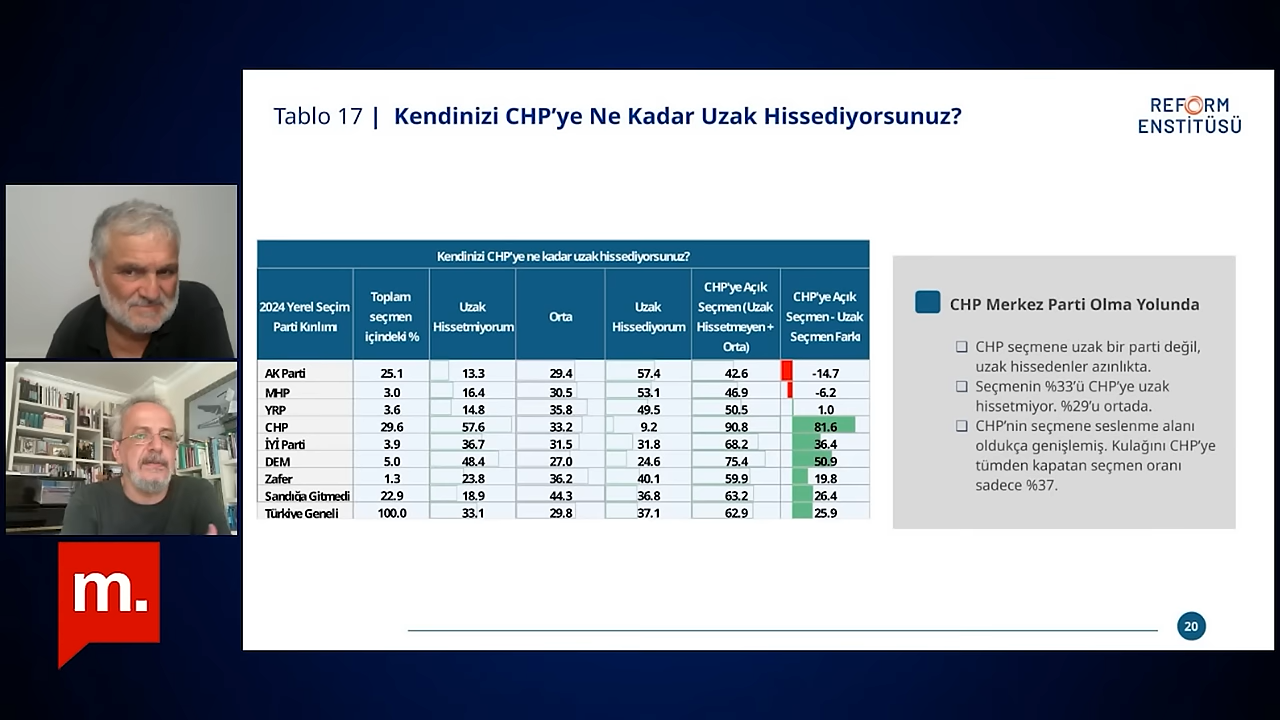 Tablo 17 | Kendinizi CHP'ye Ne Kadar Uzak Hissediyorsunuz?
REFORM
ENSTİTÜSÜ
Kendinizi CHP'ye ne kadar uzak hissediyorsunuz?
2024 Yerel Seçim Parti Kırılımı | Toplam seçmen içindeki % | Uzak Hissetmiyorum | Orta | Uzak Hissediyorum | CHP'ye Açık Seçmen (Uzak Hissetmeyen + Orta) | CHP'ye Açık Seçmen - Uzak Seçmen Farkı
AK Parti 25.1 13.3 29.4 57.4 42.6 -14.7
MHP 3.0 16.4 30.5 53.1 46.9 -6.2
YRP 3.6 14.8 35.8 49.5 50.5 1.0
CHP 29.6 57.6 33.2 9.2 90.8 81.6
İYİ Parti 3.9 36.7 31.5 31.8 68.2 36.4
DEM 5.0 48.4 27.0 24.6 75.4 50.9
Zafer 1.3 23.8 36.2 40.1 59.9 19.8
Sandığa Gitmedi 22.9 18.9 44.3 36.8 63.2 26.4
Türkiye Geneli 100.0 33.1 29.8 37.1 62.9 25.9
CHP Merkez Parti Olma Yolunda
CHP seçmene uzak bir parti değil,
uzak hissedenler azınlıkta.
Seçmenin %33'ü CHP'ye uzak
hissetmiyor. %29'u ortada.
CHP'nin seçmene seslenme alanı
oldukça genişlemiş. Kulağını CHP'ye
tümden kapatan seçmen oranı
sadece %37.
m.
20